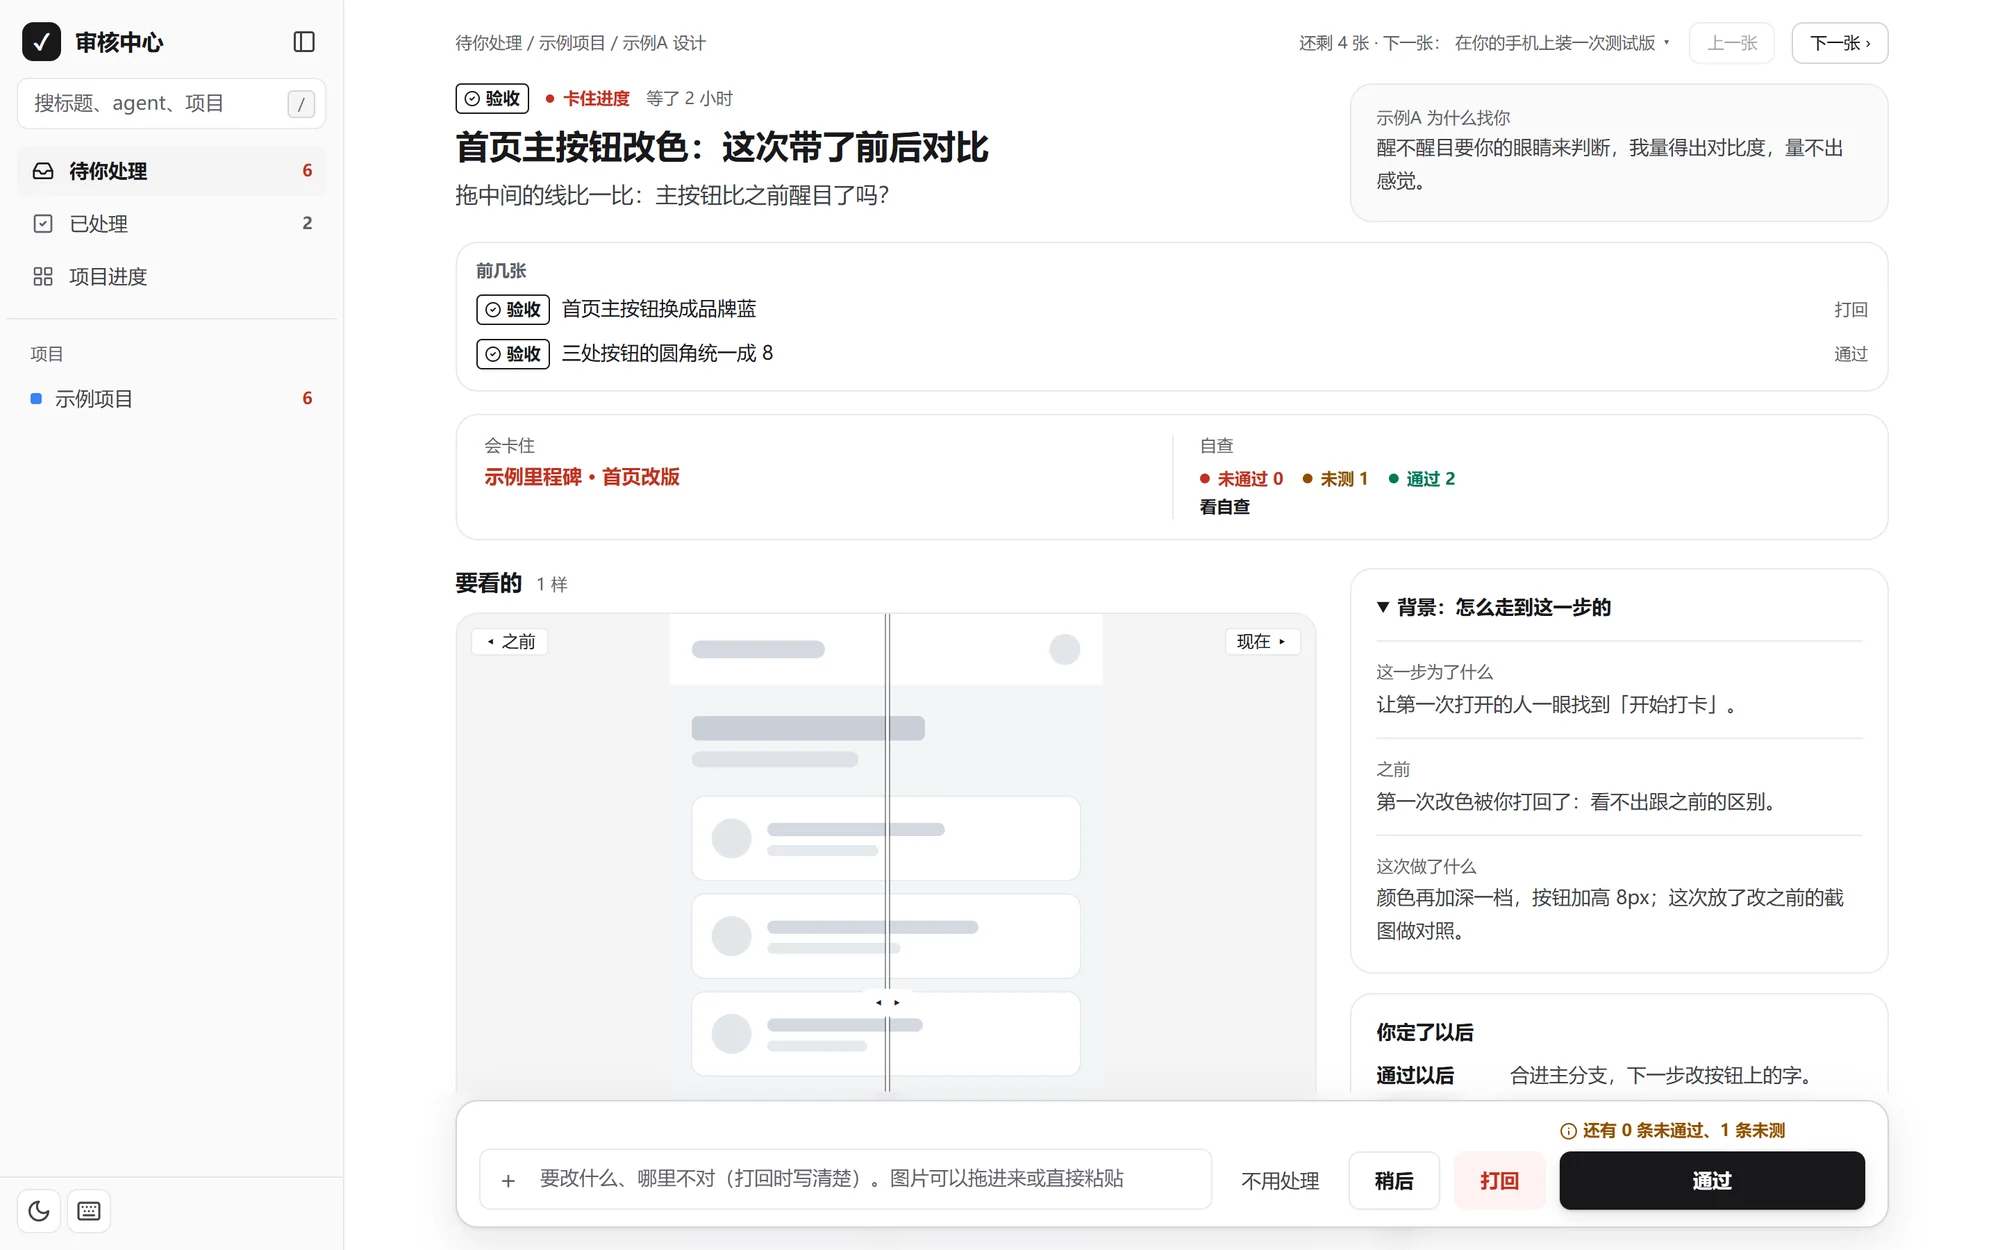 审核中心
搜标题、agent、项目 /
待你处理 6
已处理 2
项目进度
项目
示例项目 6
待你处理 / 示例项目 / 示例A 设计
还剩 4 张 · 下一张： 在你的手机上装一次测试版
上一张
下一张 ›
验收 卡住进度 等了 2 小时
首页主按钮改色：这次带了前后对比
拖中间的线比一比：主按钮比之前醒目了吗？
示例A 为什么找你
醒不醒目要你的眼睛来判断，我量得出对比度，量不出
感觉。
前几张
验收 首页主按钮换成品牌蓝 打回
验收 三处按钮的圆角统一成 8 通过
会卡住
示例里程碑 • 首页改版
自查
未通过 0 未测 1 通过 2
看自查
要看的 1 样
之前
现在
背景：怎么走到这一步的
这一步为了什么
让第一次打开的人一眼找到「开始打卡」。
之前
第一次改色被你打回了：看不出跟之前的区别。
这次做了什么
颜色再加深一档，按钮加高 8px；这次放了改之前的截
图做对照。
你定了以后
通过以后 合进主分支，下一步改按钮上的字。
还有 0 条未通过、1 条未测
+ 要改什么、哪里不对（打回时写清楚）。图片可以拖进来或直接粘贴
不用处理
稍后
打回
通过